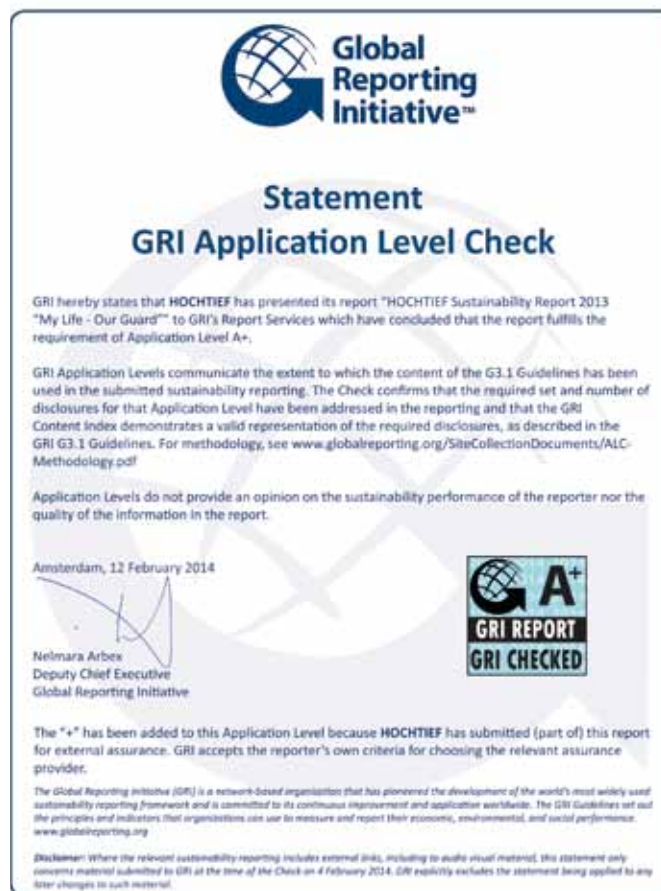 Global
Reporting
Initiative™
Statement
GRI Application Level Check
GRI hereby states that HOCHTIEF has presented its report "HOCHTIEF Sustainability Report 2013
"My Life - Our Guard"" to GRI's Report Services which have concluded that the report fulfills the
requirement of Application Level A+.
GRI Application Levels communicate the extent to which the content of the G3.1 Guidelines has been
used in the submitted sustainability reporting. The Check confirms that the required set and number of
disclosures for that Application Level have been addressed in the reporting and that the GRI
Content Index demonstrates a valid representation of the required disclosures, as described in the
GRI G3.1 Guidelines. For methodology, see www.globalreporting.org/SiteCollectionDocuments/ALC-
Methodology.pdf
Application Levels do not provide an opinion on the sustainability performance of the reporter nor the
quality of the information in the report.
Amsterdam, 12 February 2014
A+
GRI REPORT
GRI CHECKED
Nelmara Arbex
Deputy Chief Executive
Global Reporting Initiative
The "+" has been added to this Application Level because HOCHTIEF has submitted (part of) this report
for external assurance. GRI accepts the reporter's own criteria for choosing the relevant assurance
provider.
The Global Reporting Initiative (GRI) is a network-based organization that has pioneered the development of the world's most widely used
sustainability reporting framework and is committed to its continuous improvement and application worldwide. The GRI Guidelines set out
the principles and indicators that organizations can use to measure and report their economic, environmental, and social performance.
www.globalreporting.org
Disclaimer: Where the relevant sustainability reporting includes external links, including to audio visual material, this statement only
concerns material submitted to GRI at the time of the Check on 4 February 2014. GRI explicitly excludes the statement being applied to any
later changes to such material.